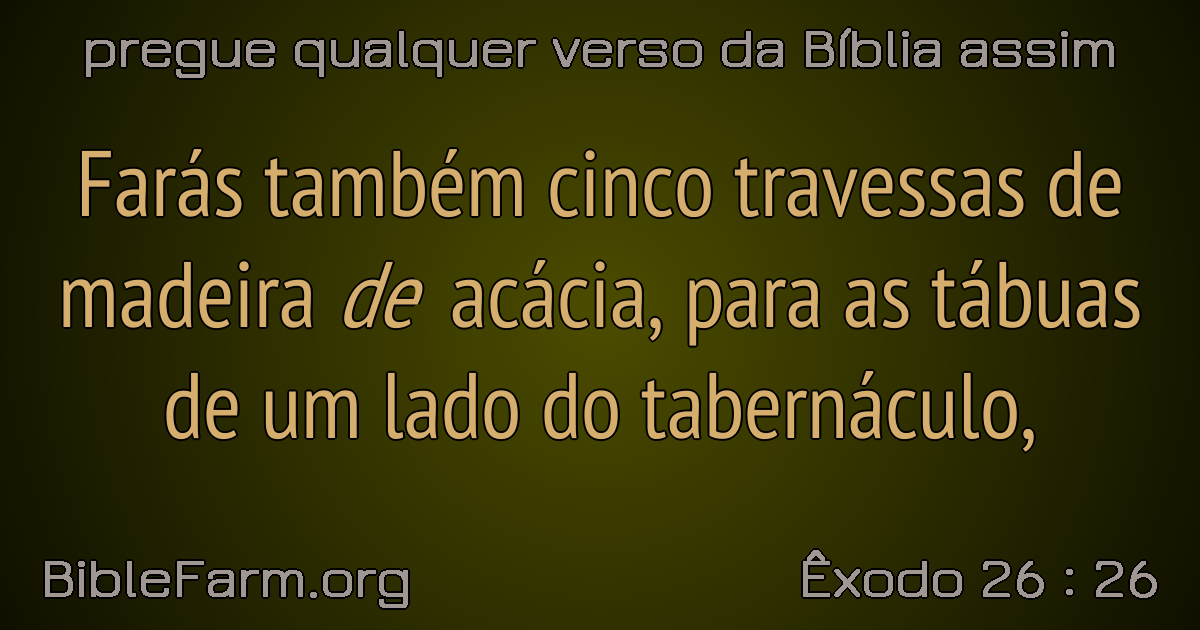 pregue qualquer verso da Bíblia assim
Farás também cinco travessas de
madeira de acácia, para as tábuas
de um lado do tabernáculo,
BibleFarm.org
Êxodo 26 : 26